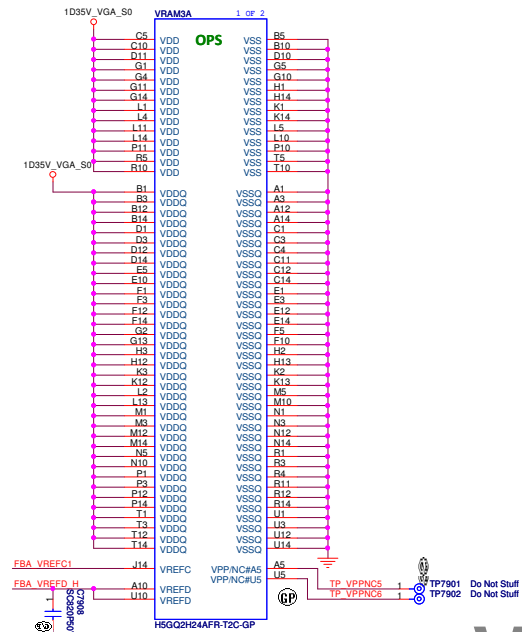 1D35V_VGA_S0
VRAM3A 1 OF 2
OPS
C5 VDD VSS B5
C10 VDD VSS B10
D11 VDD VSS D10
G1 VDD VSS G5
G4 VDD VSS G10
G11 VDD VSS H1
G14 VDD VSS H14
L1 VDD VSS K1
L4 VDD VSS K14
L11 VDD VSS L5
L14 VDD VSS L10
P11 VDD VSS P10
R5 VDD VSS T5
R10 VDD VSS T10
1D35V_VGA_S0
B1 VDDQ VSSQ A1
B3 VDDQ VSSQ A3
B12 VDDQ VSSQ A12
B14 VDDQ VSSQ A14
D1 VDDQ VSSQ C1
D3 VDDQ VSSQ C3
D12 VDDQ VSSQ C4
D14 VDDQ VSSQ C11
E5 VDDQ VSSQ C12
E10 VDDQ VSSQ C14
F1 VDDQ VSSQ E1
F3 VDDQ VSSQ E3
F12 VDDQ VSSQ E12
F14 VDDQ VSSQ E14
G2 VDDQ VSSQ F5
G13 VDDQ VSSQ F10
H3 VDDQ VSSQ H2
H12 VDDQ VSSQ H13
K3 VDDQ VSSQ K2
K12 VDDQ VSSQ K13
L2 VDDQ VSSQ M5
L13 VDDQ VSSQ M10
M1 VDDQ VSSQ N1
M3 VDDQ VSSQ N3
M12 VDDQ VSSQ N12
M14 VDDQ VSSQ N14
N5 VDDQ VSSQ R1
N10 VDDQ VSSQ R3
P1 VDDQ VSSQ R4
P3 VDDQ VSSQ R11
P12 VDDQ VSSQ R12
P14 VDDQ VSSQ R14
T1 VDDQ VSSQ U1
T3 VDDQ VSSQ U3
T12 VDDQ VSSQ U12
T14 VDDQ VSSQ U14
FBA_VREFC1 J14 VREFC VPP/NC#A5 A5
VPP/NC#U5 U5
FBA_VREFD_H A10 VREFD
U10 VREFD
TP_VPPNC5 1 TP7901 Do Not Stuff
TP_VPPNC6 1 TP7902 Do Not Stuff
GP
1
C7908
SC820P50
H5GQ2H24AFR-T2C-GP